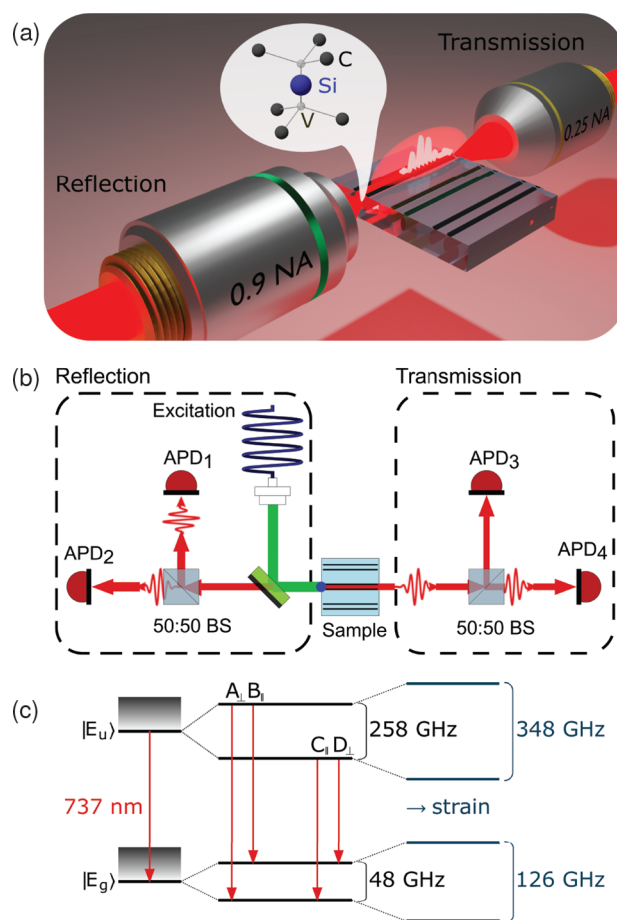 (a)
Transmission
C
Si
V
0.25 NA
Reflection
0.9 NA
(b)
Reflection
Transmission
Excitation
APD1
APD3
APD2
APD4
50:50 BS
Sample
50:50 BS
(c)
A⊥ B∥
|Eu⟩
C∥ D⊥
258 GHz
348 GHz
737 nm
→ strain
|Eg⟩
48 GHz
126 GHz